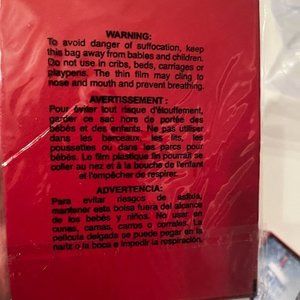 WARNING:
To avoid danger of suffocation, keep
this bag away from babies and children.
Do not use in cribs, beds, carriages or
playpens. The thin film may cling to
nose and mouth and prevent breathing.
AVERTISSEMENT :
Pour éviter tout risque d'étouffement,
garder ce sac hors de portée des
bébés et des enfants. Ne pas utiliser
dans les berceaux, les lits, les
poussettes ou dans les parcs pour
bébés. Le film plastique fin pourrait se
coller au nez et à la bouche de l'enfant
et l'empêcher de respirer.
ADVERTENCIA:
Para evitar riesgos de asfixia,
mantener esta bolsa fuera del alcance
de los bebés y niños. No usar en
cunas, camas, carros o corrales. La
película delgada se puede pegar en la
nariz o la boca e impedir la respiración.